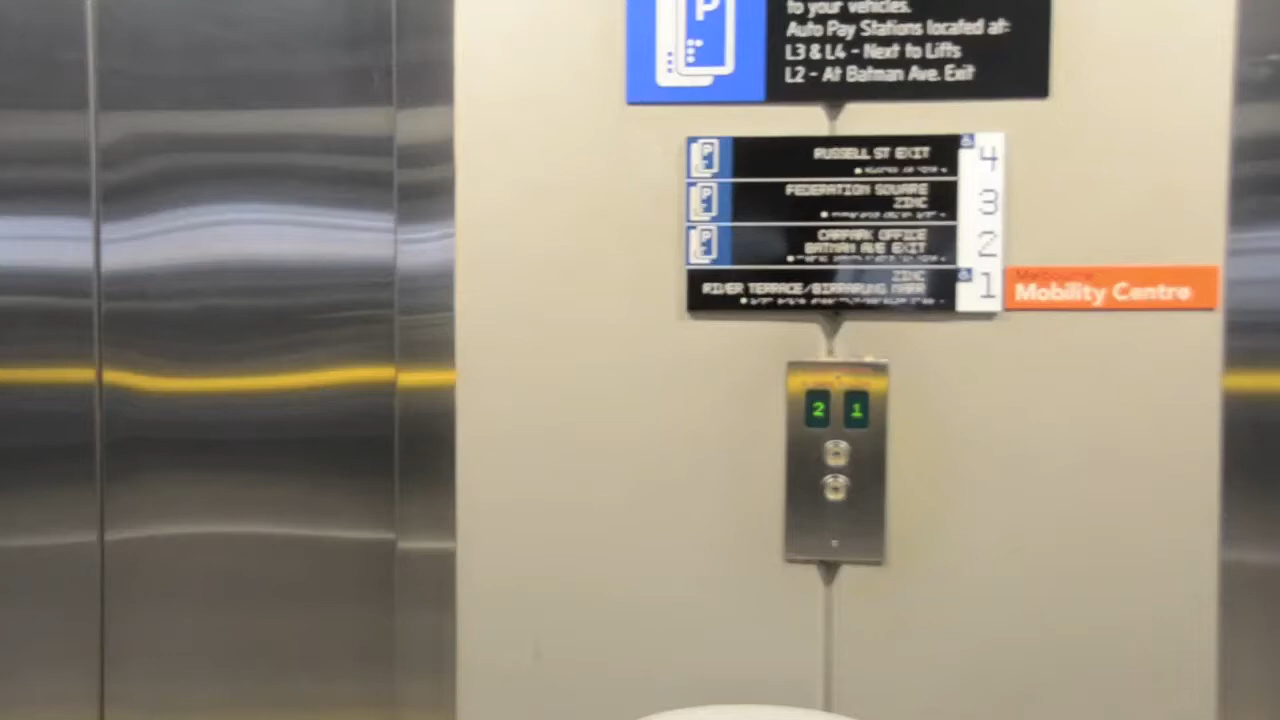 P
to your vehicles.
Auto Pay Stations located at:
L3 & L4 - Next to Lifts
L2 - At Batman Ave. Exit
P RUSSELL ST EXIT 4
P FEDERATION SQUARE 3
ZINC
P CARPARK OFFICE 2
BATMAN AVE EXIT
ZINC 1
RIVER TERRACE/BIRRARUNG MARR
Melbourne
Mobility Centre
2 1